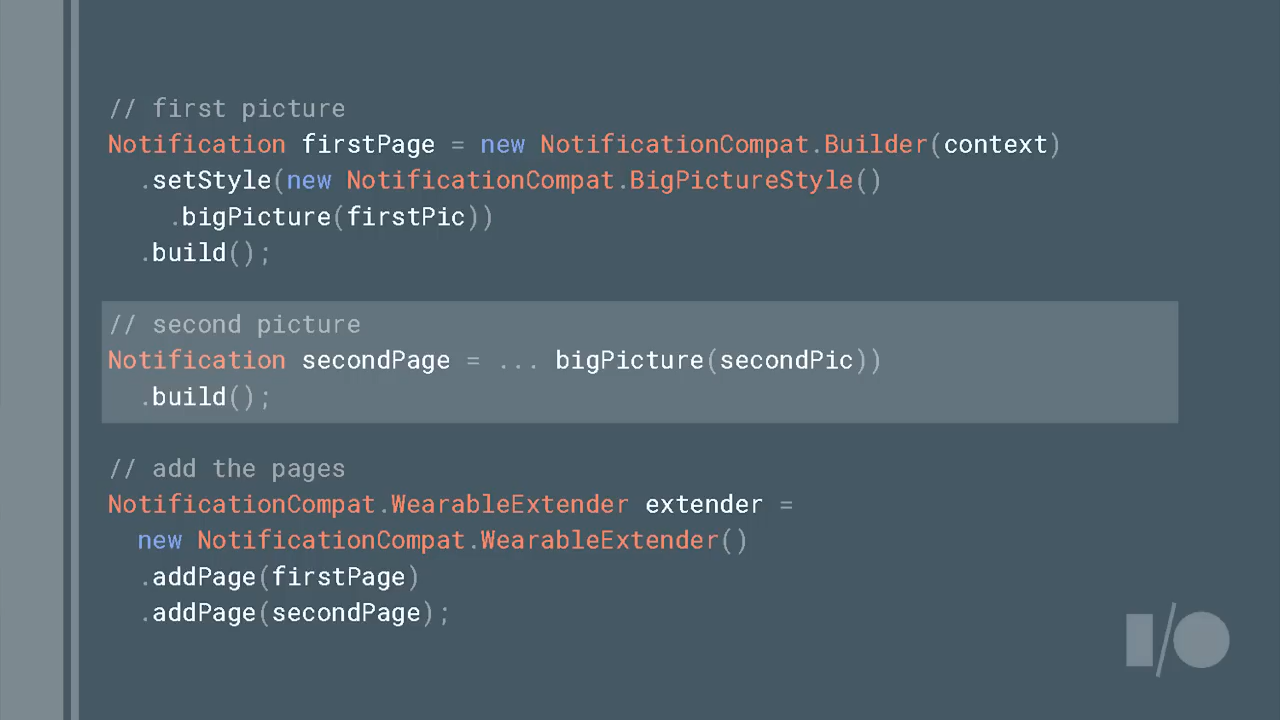 // first picture
Notification firstPage = new NotificationCompat.Builder(context)
  .setStyle(new NotificationCompat.BigPictureStyle()
    .bigPicture(firstPic))
  .build();
// second picture
Notification secondPage = ... bigPicture(secondPic))
  .build();
// add the pages
NotificationCompat.WearableExtender extender =
  new NotificationCompat.WearableExtender()
  .addPage(firstPage)
  .addPage(secondPage);
I/O